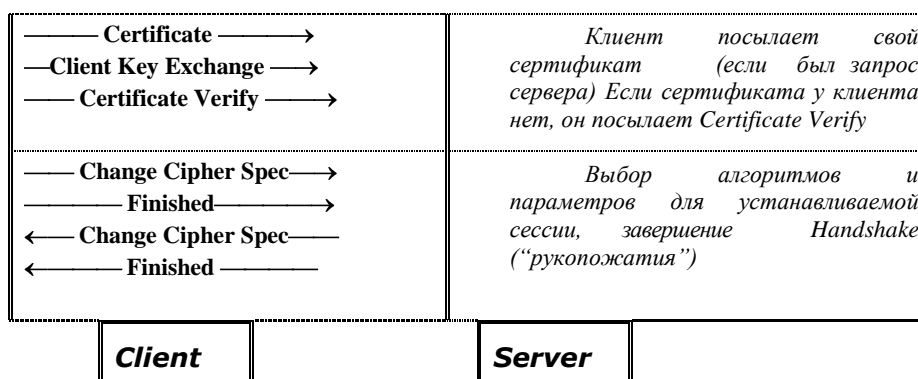 ——— Certificate ———→
—Client Key Exchange —→
—— Certificate Verify ——→
Клиент посылает свой
сертификат (если был запрос
сервера) Если сертификата у клиента
нет, он посылает Certificate Verify
—— Change Cipher Spec—→
———— Finished————→
←—— Change Cipher Spec——
←——— Finished ————
Выбор алгоритмов и
параметров для устанавливаемой
сессии, завершение Handshake
(“рукопожатия”)
Client
Server